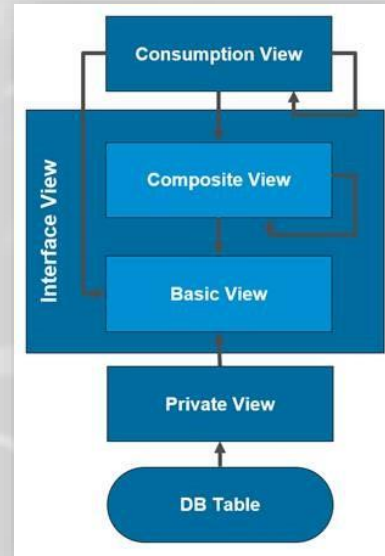 Consumption View
Interface View
Composite View
Basic View
Private View
DB Table